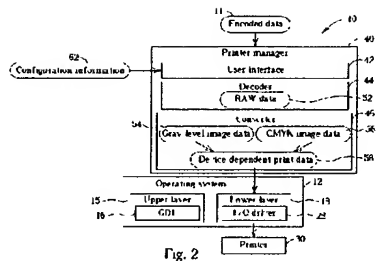 11
Encoded data
10
40
62
Printer manager
Configuration information
User interface
42
44
Decoder
RAW data
52
46
54
Converter
Gray level image data
CMYK image data
56
Device dependent print data
58
12
Operating system
15
Upper layer
Lower layer
18
16
GDI
I/O driver
22
Printer
30
Fig. 2